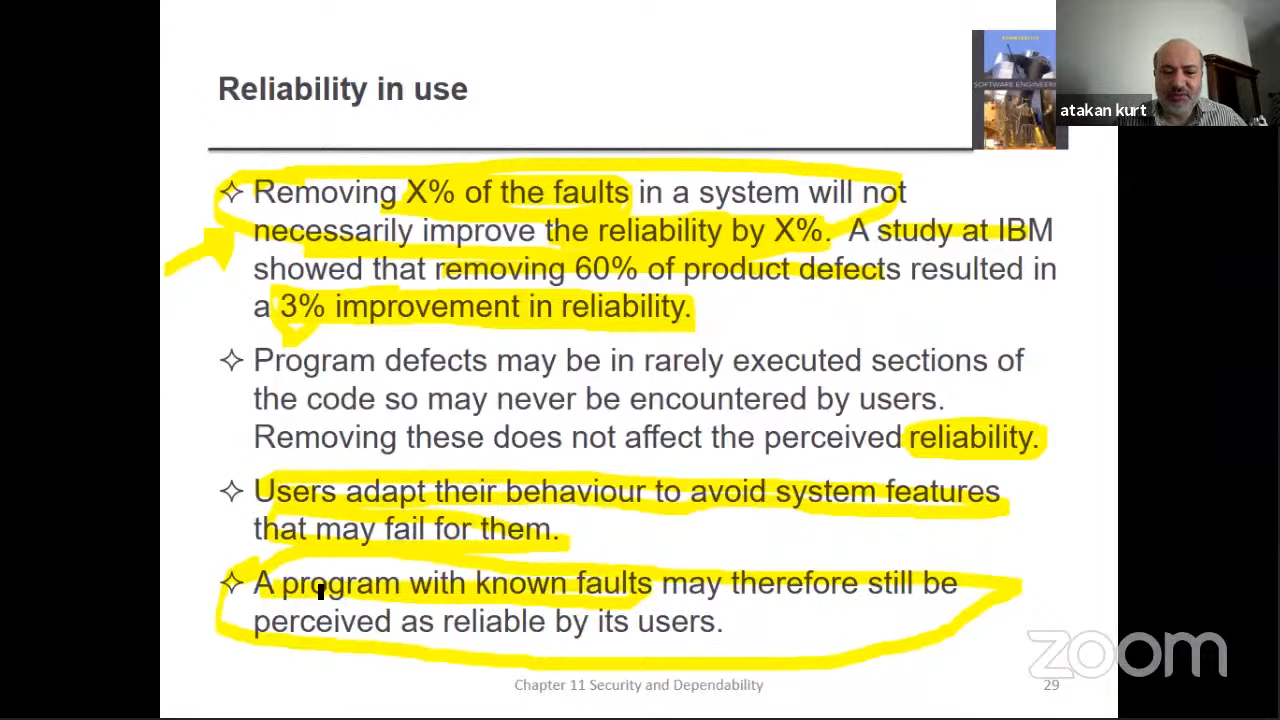 Reliability in use
SOFTWARE ENGINEERI
atakan kurt
✧ Removing X% of the faults in a system will not
necessarily improve the reliability by X%. A study at IBM
showed that removing 60% of product defects resulted in
a 3% improvement in reliability.
✧ Program defects may be in rarely executed sections of
the code so may never be encountered by users.
Removing these does not affect the perceived reliability.
✧ Users adapt their behaviour to avoid system features
that may fail for them.
✧ A program with known faults may therefore still be
perceived as reliable by its users.
zoom
Chapter 11 Security and Dependability
29